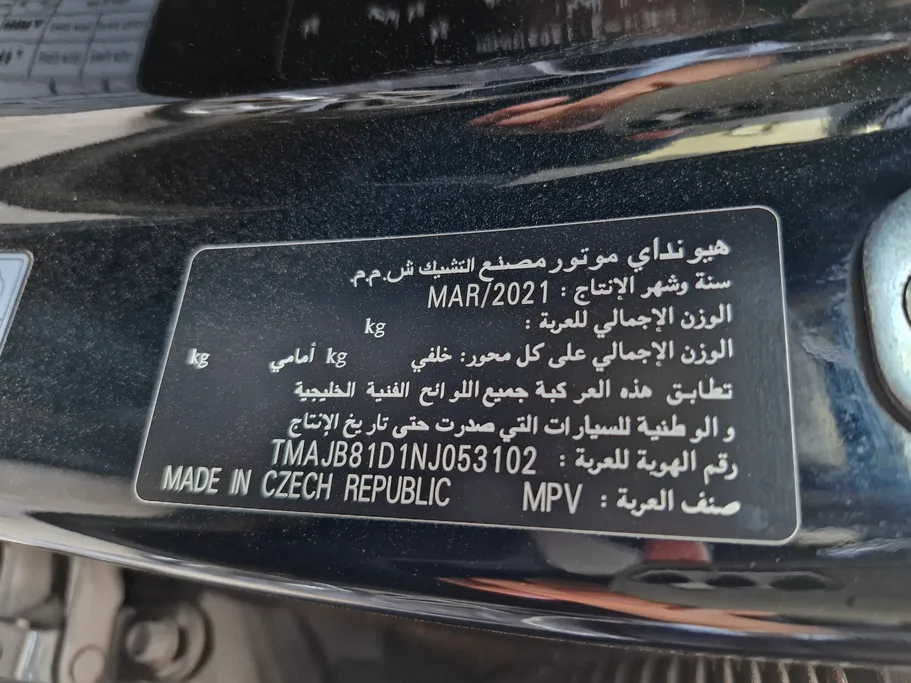 هيونداي موتور مصنع التشيك ش.م.م.
سنة وشهر الإنتاج : MAR/2021
الوزن الإجمالي للعربة : kg
الوزن الإجمالي على كل محور: خلفي kg أمامي kg
تطابق هذه المركبة جميع اللوائح الفنية الخليجية
والوطنية للسيارات التي صدرت حتى تاريخ الإنتاج
رقم الهوية للعربة : TMAJB81D1NJ053102
صنف العربة : MPV MADE IN CZECH REPUBLIC